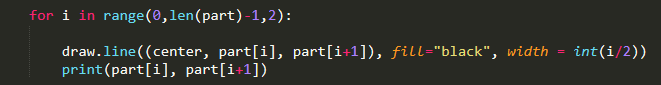 for i in range(0,len(part)-1,2):
draw.line((center, part[i], part[i+1]), fill="black", width = int(i/2))
print(part[i], part[i+1])